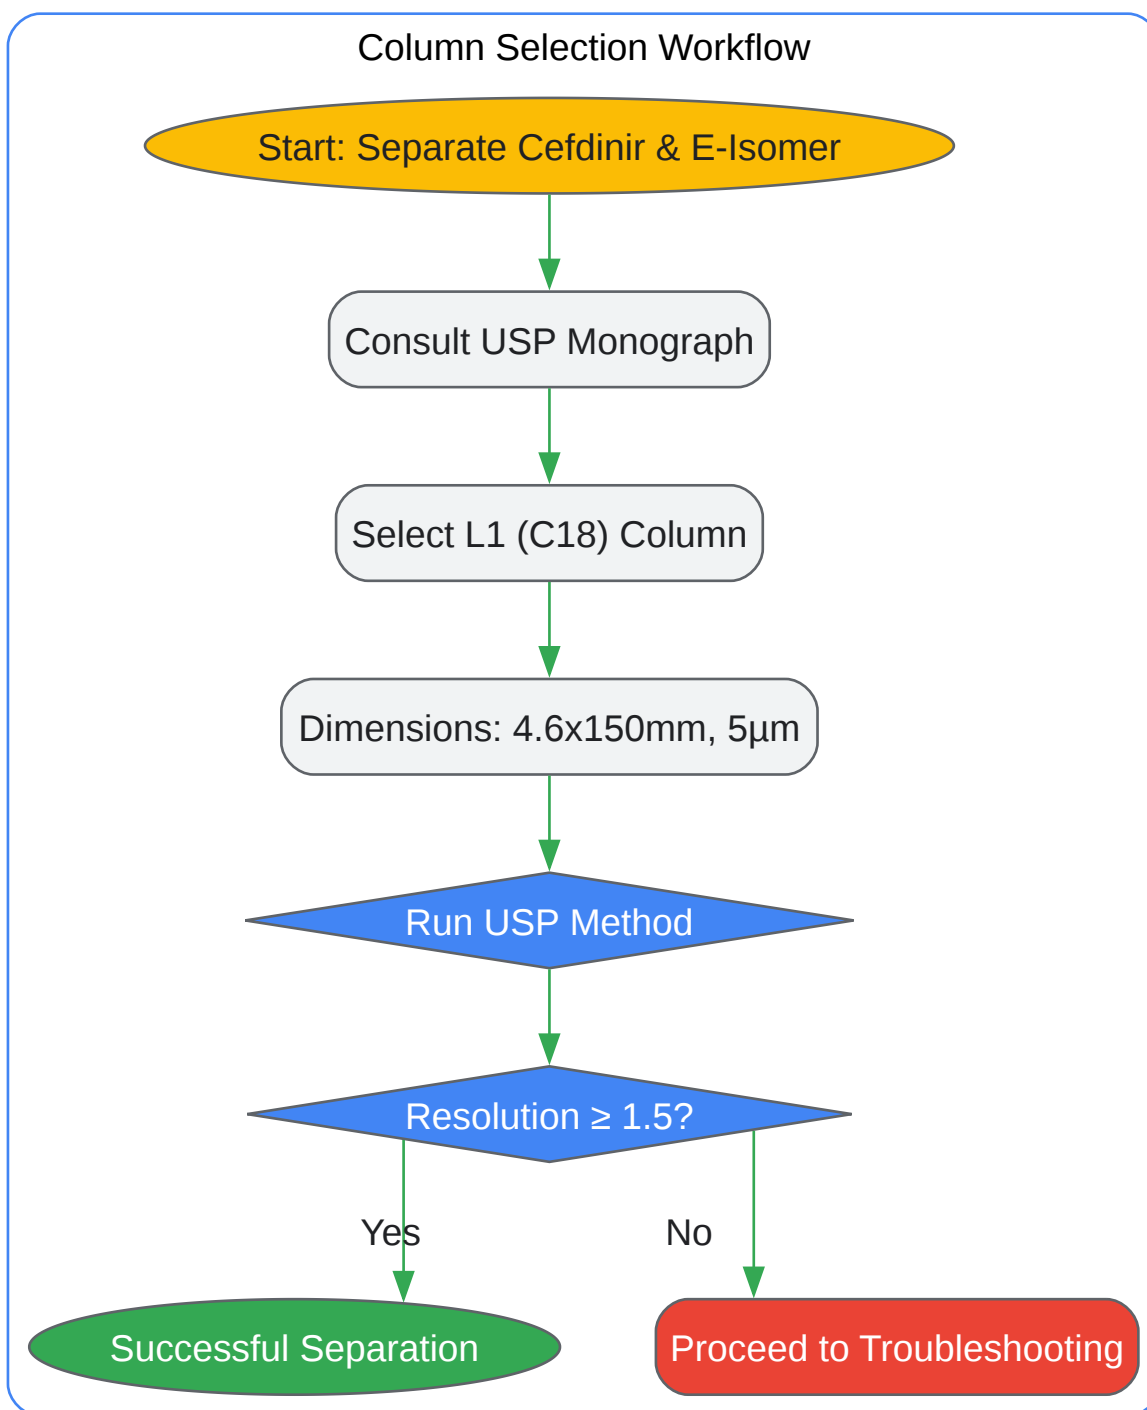 Column Selection Workflow
Start: Separate Cefdinir & E-Isomer
Consult USP Monograph
Select L1 (C18) Column
Dimensions: 4.6x150mm, 5µm
Run USP Method
Resolution ≥ 1.5?
Yes
No
Successful Separation
Proceed to Troubleshooting